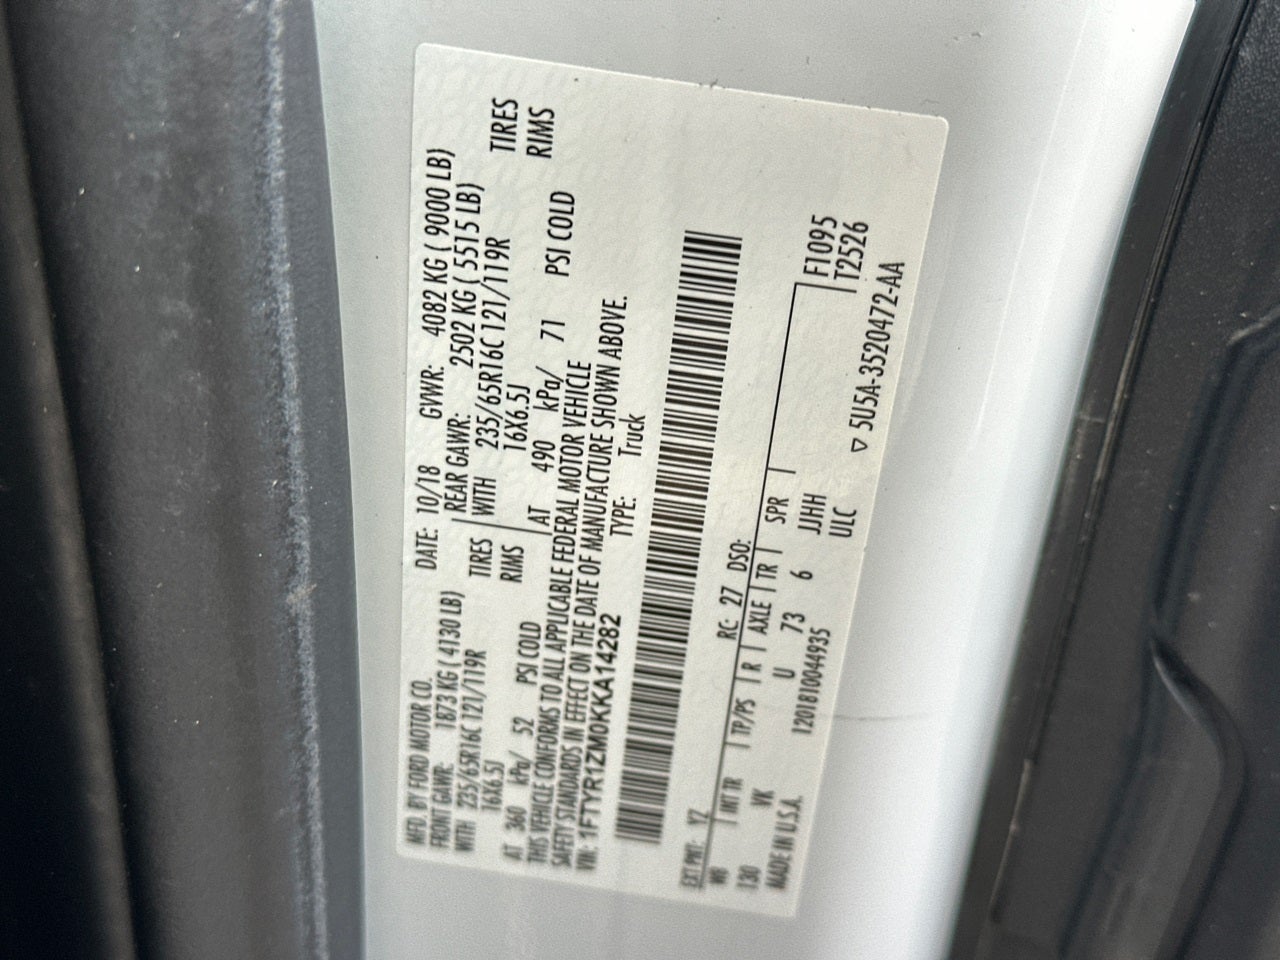 MFD. BY FORD MOTOR CO.
DATE: 10/18 GVWR: 4082 KG ( 9000 LB)
FRONT GAWR: 1873 KG ( 4130 LB) REAR GAWR: 2502 KG ( 5515 LB)
WITH 235/65R16C 121/119R TIRES WITH 235/65R16C 121/119R TIRES
16X6.5J RIMS 16X6.5J RIMS
AT 360 kPa/ 52 PSI COLD AT 490 kPa/ 71 PSI COLD
THIS VEHICLE CONFORMS TO ALL APPLICABLE FEDERAL MOTOR VEHICLE
SAFETY STANDARDS IN EFFECT ON THE DATE OF MANUFACTURE SHOWN ABOVE.
VIN: 1FTYR1ZM0KKA14282 TYPE: Truck
EXT PNT: YZ RC: 27 DSO:
WB INT TR TP/PS R AXLE TR SPR F1095
130 VK U 73 6 JJHH T2526
MADE IN U.S.A. 1201810044935 ULC
▽ 5U5A-3520472-AA